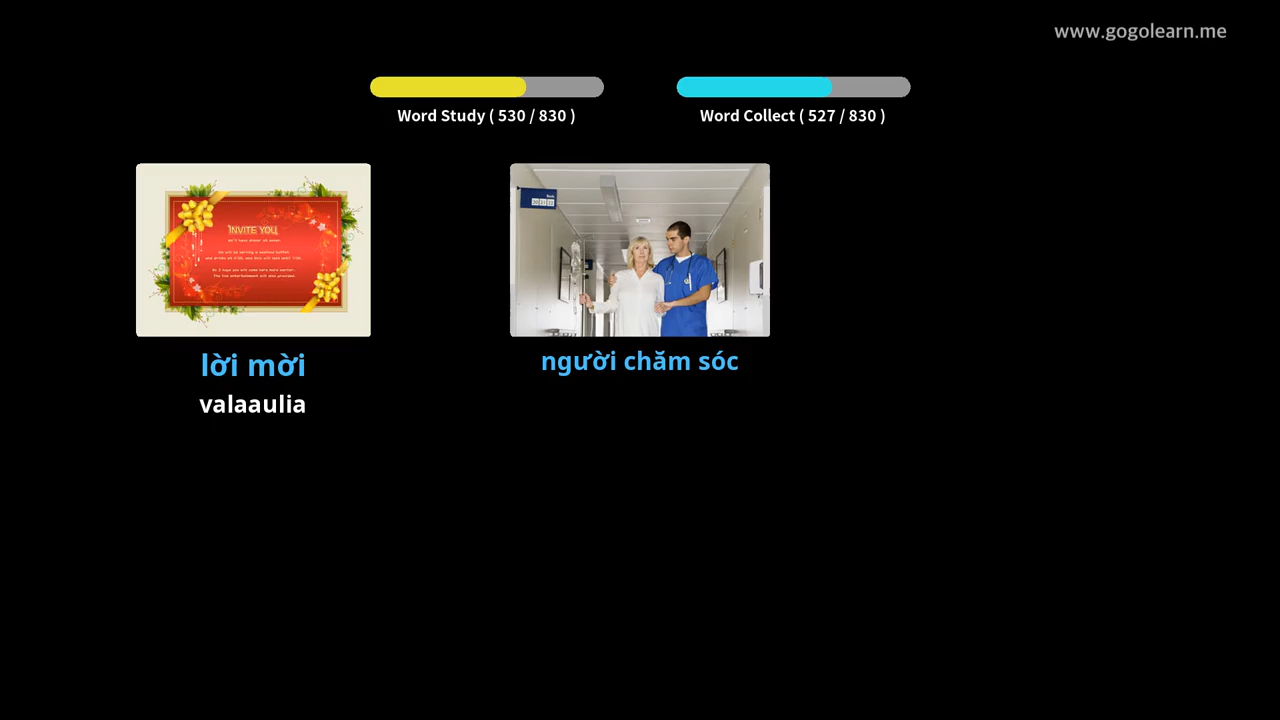 www.gogolearn.me
Word Study ( 530 / 830 )
Word Collect ( 527 / 830 )
INVITE YOU
lời mời
valaaulia
người chăm sóc